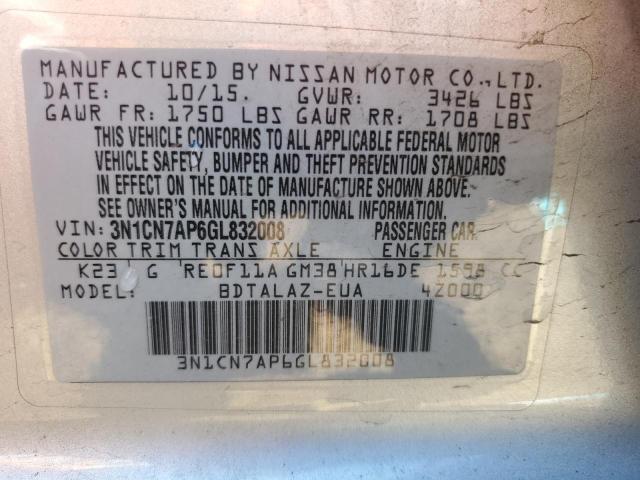 MANUFACTURED BY NISSAN MOTOR CO.,LTD.
DATE: 10/15. GVWR: 3426 LBS
GAWR FR: 1750 LBS GAWR RR: 1708 LBS
THIS VEHICLE CONFORMS TO ALL APPLICABLE FEDERAL MOTOR
VEHICLE SAFETY, BUMPER AND THEFT PREVENTION STANDARDS
IN EFFECT ON THE DATE OF MANUFACTURE SHOWN ABOVE.
SEE OWNER'S MANUAL FOR ADDITIONAL INFORMATION.
VIN: 3N1CN7AP6GL832008 PASSENGER CAR
COLOR TRIM TRANS AXLE ENGINE
K23 G RE0F11A GM38 HR16DE 1598 CC
MODEL: BDTALAZ-EUA 4Z000
3N1CN7AP6GL832008